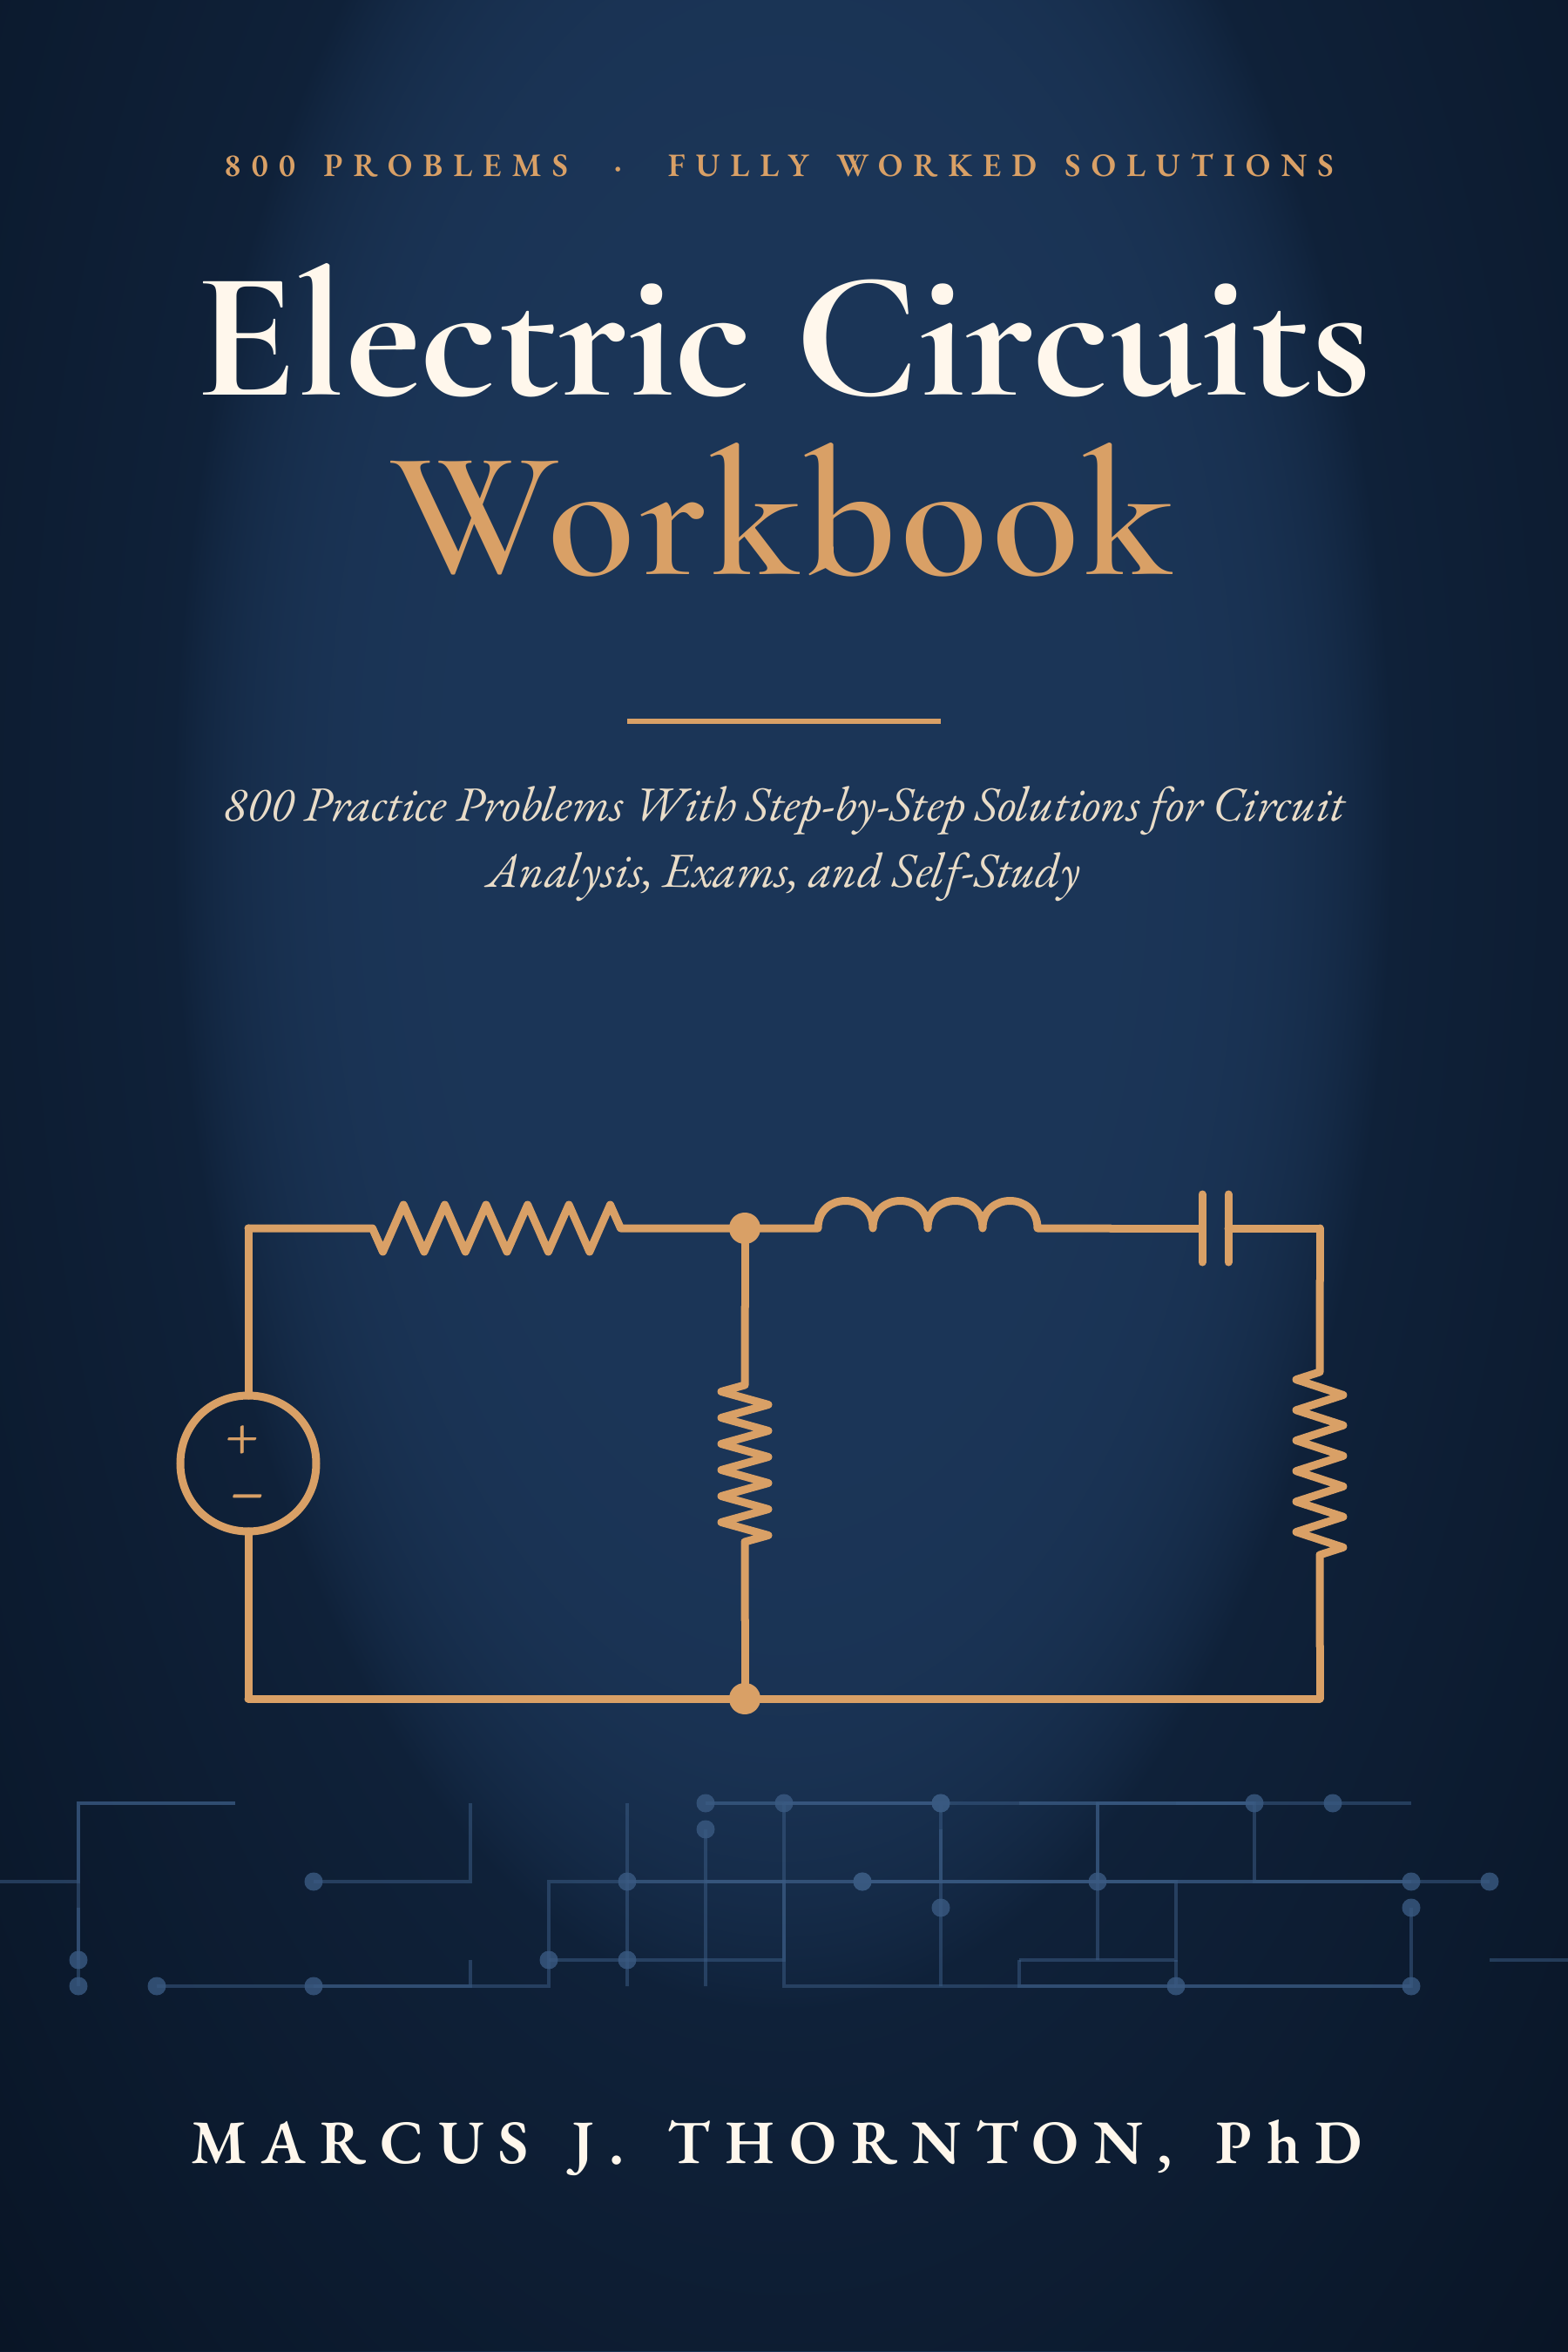 800 PROBLEMS · FULLY WORKED SOLUTIONS
Electric Circuits
Workbook
800 Practice Problems With Step-by-Step Solutions for Circuit
Analysis, Exams, and Self-Study
+
−
MARCUS J. THORNTON, PhD